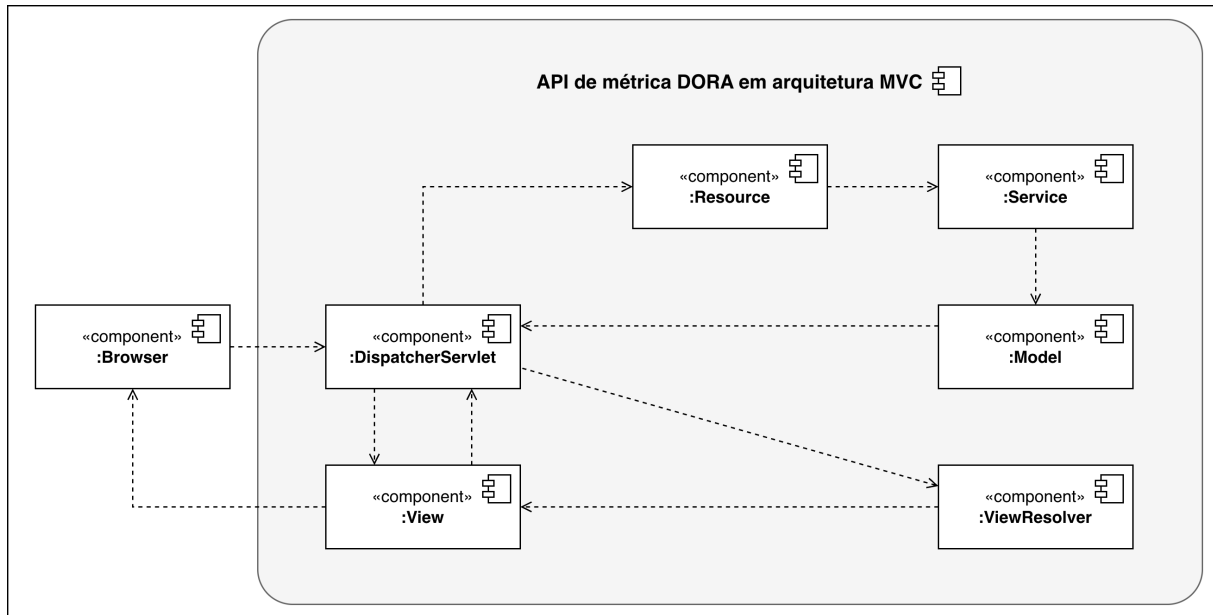 API de métrica DORA em arquitetura MVC
«component»
:Resource
«component»
:Service
«component»
:Browser
«component»
:DispatcherServlet
«component»
:Model
«component»
:View
«component»
:ViewResolver